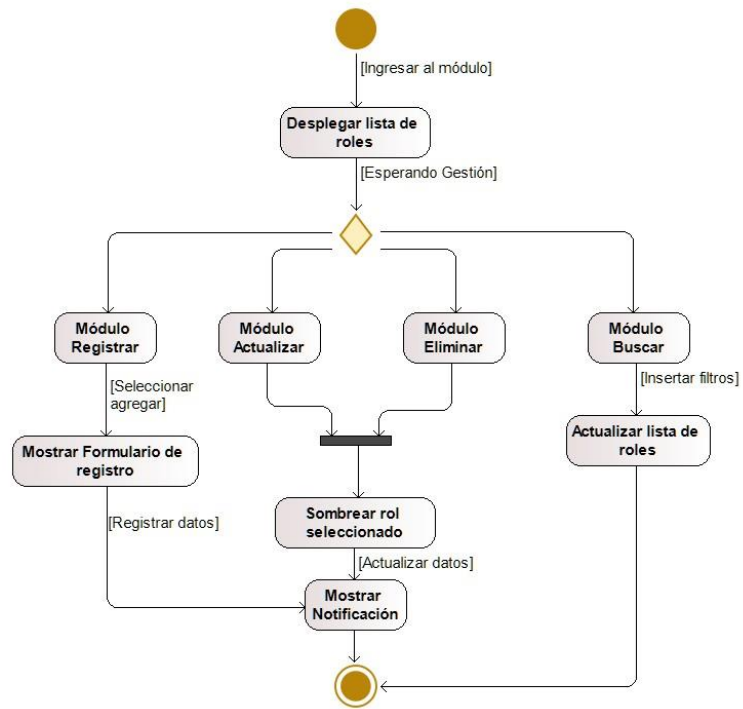 [Ingresar al módulo]
Desplegar lista de
roles
[Esperando Gestión]
Módulo
Registrar
Módulo
Actualizar
Módulo
Eliminar
Módulo
Buscar
[Seleccionar
agregar]
[Insertar filtros]
Mostrar Formulario de
registro
Actualizar lista de
roles
Sombrear rol
seleccionado
[Registrar datos]
[Actualizar datos]
Mostrar
Notificación